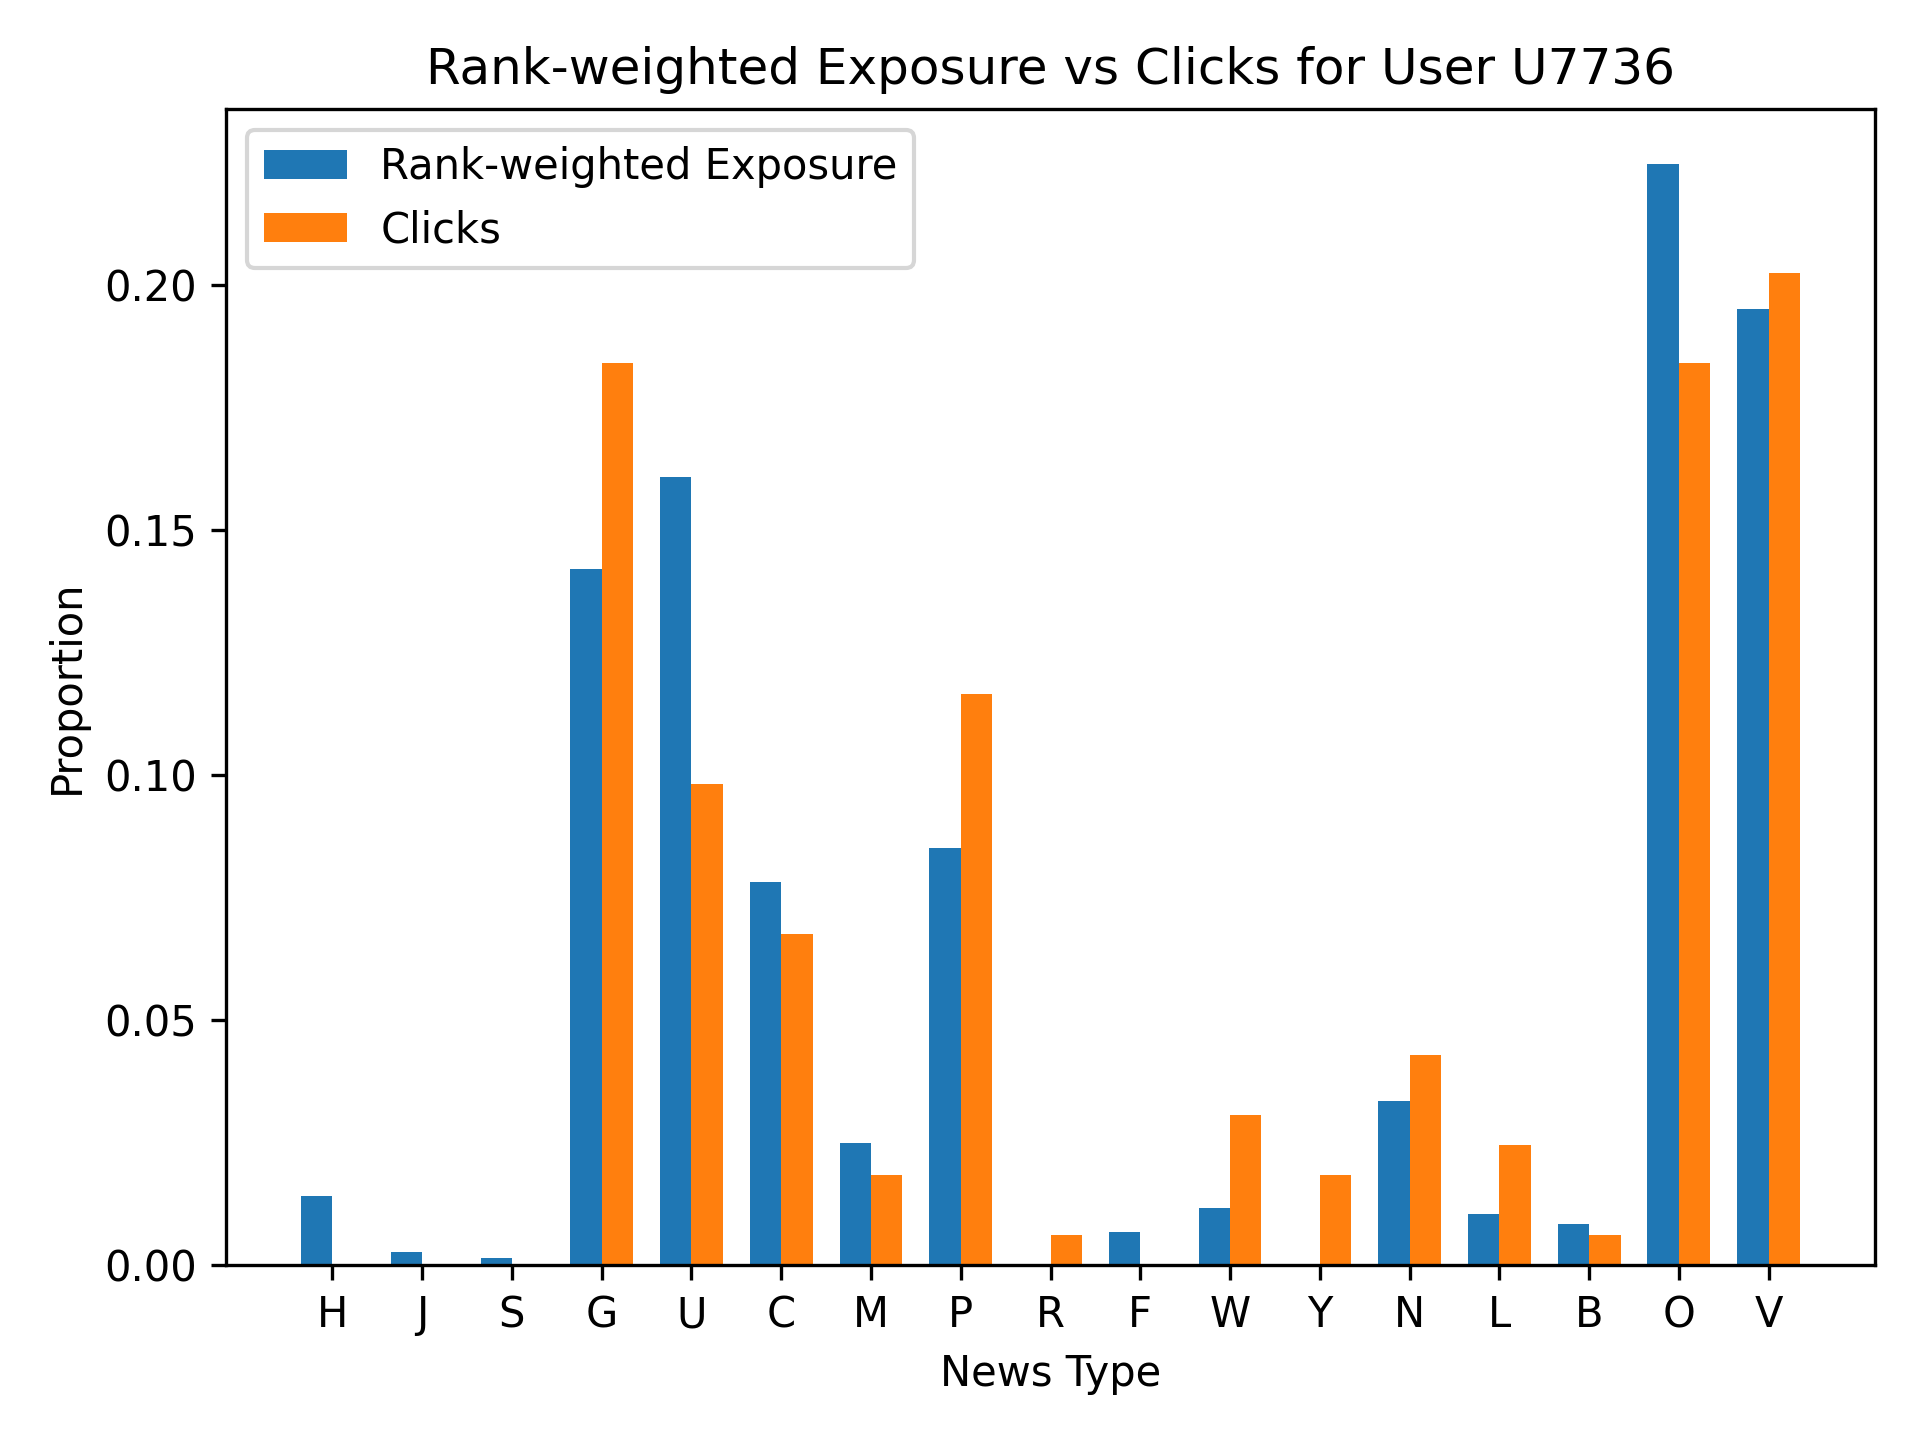 Rank-weighted Exposure vs Clicks for User U7736
Rank-weighted Exposure
Clicks
Proportion
0.20
0.15
0.10
0.05
0.00
H J S G U C M P R F W Y N L B O V
News Type